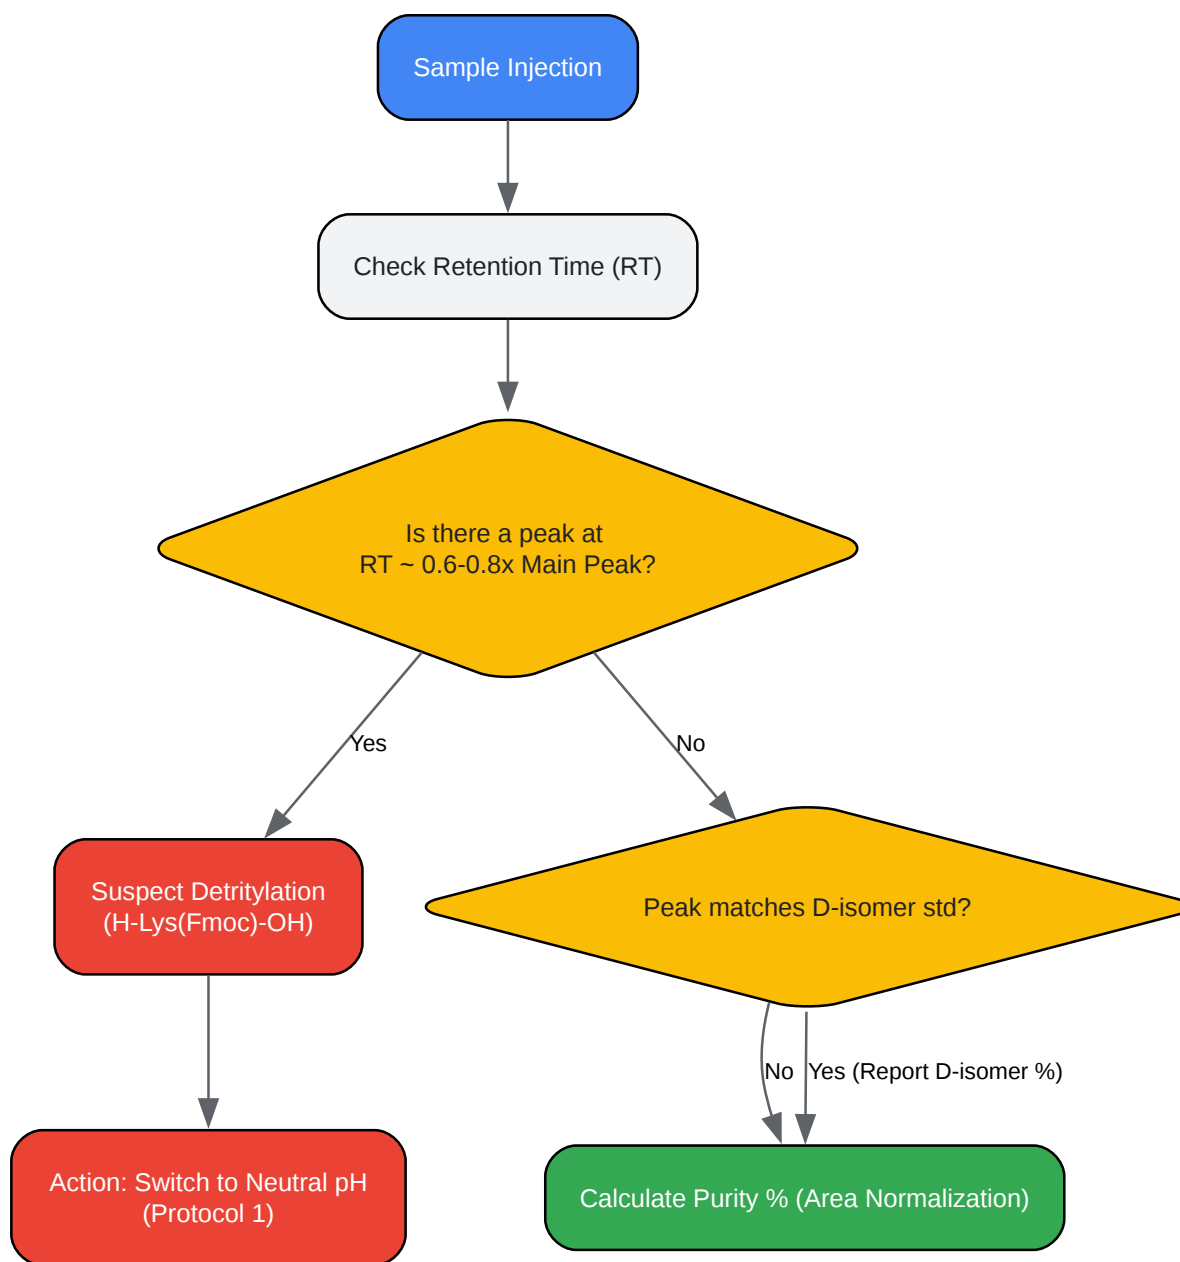 Sample Injection
Check Retention Time (RT)
Is there a peak at
RT ~ 0.6-0.8x Main Peak?
Yes
No
Suspect Detritylation
(H-Lys(Fmoc)-OH)
Peak matches D-isomer std?
No
Yes (Report D-isomer %)
Action: Switch to Neutral pH
(Protocol 1)
Calculate Purity % (Area Normalization)